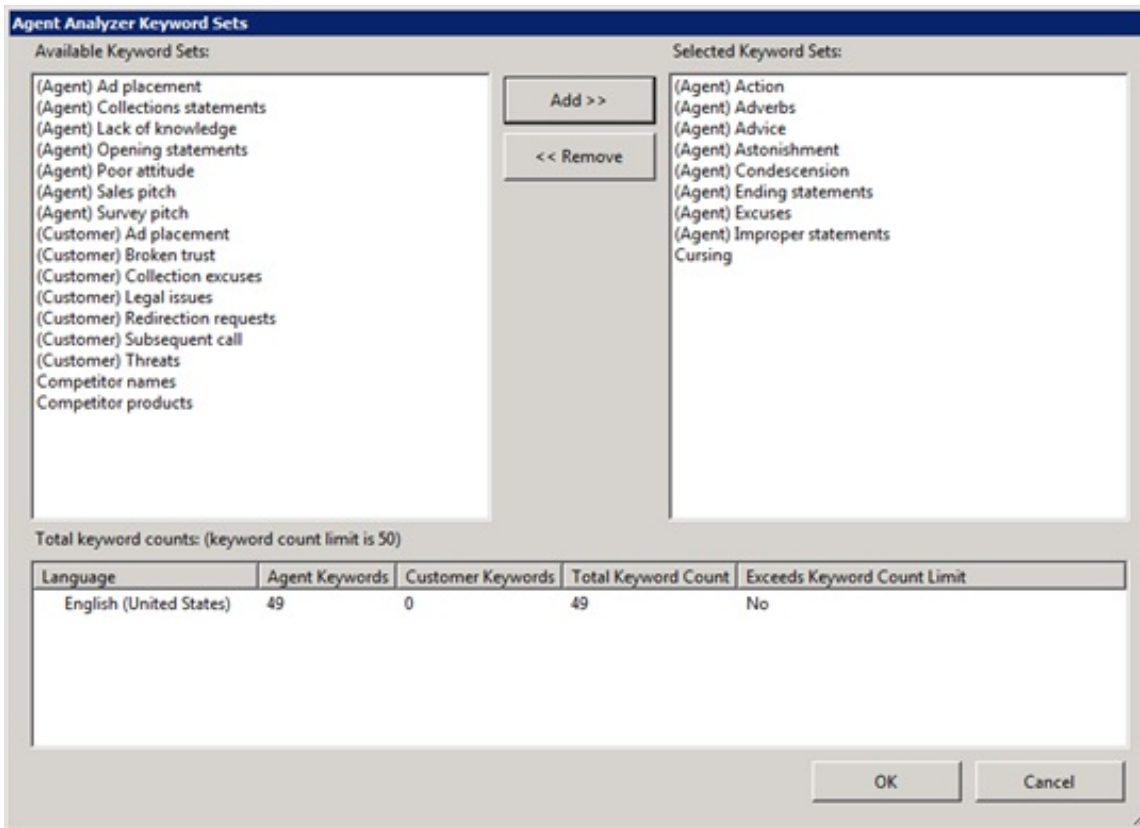 Agent Analyzer Keyword Sets
Available Keyword Sets:
(Agent) Ad placement
(Agent) Collections statements
(Agent) Lack of knowledge
(Agent) Opening statements
(Agent) Poor attitude
(Agent) Sales pitch
(Agent) Survey pitch
(Customer) Ad placement
(Customer) Broken trust
(Customer) Collection excuses
(Customer) Legal issues
(Customer) Redirection requests
(Customer) Subsequent call
(Customer) Threats
Competitor names
Competitor products
Add >>
<< Remove
Selected Keyword Sets:
(Agent) Action
(Agent) Adverbs
(Agent) Advice
(Agent) Astonishment
(Agent) Condescension
(Agent) Ending statements
(Agent) Excuses
(Agent) Improper statements
Cursing
Total keyword counts: (keyword count limit is 50)
Language Agent Keywords Customer Keywords Total Keyword Count Exceeds Keyword Count Limit
English (United States) 49 0 49 No
OK Cancel